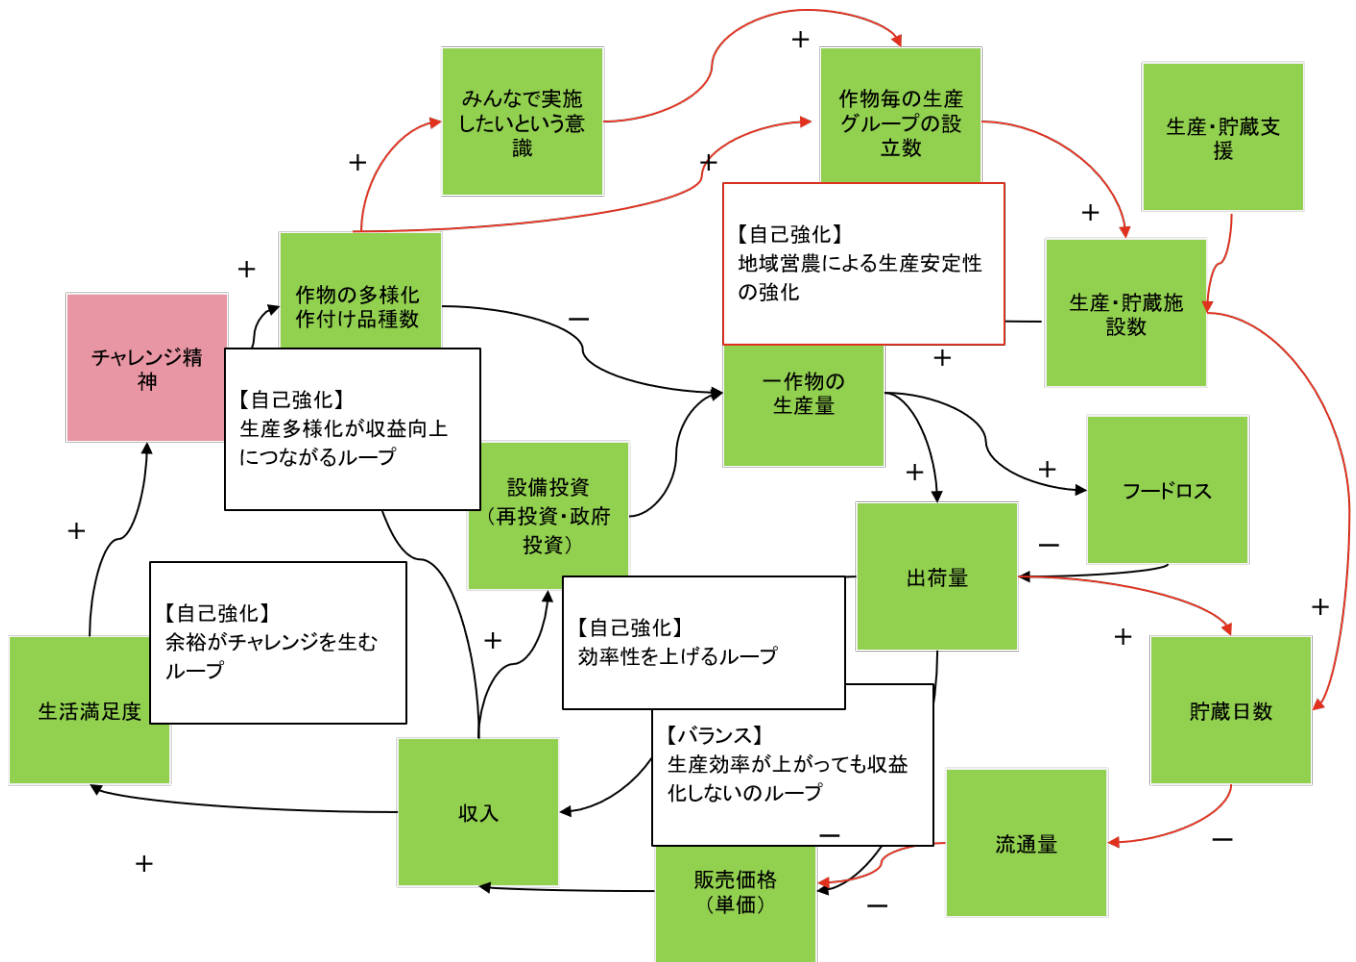 みんなで実施
したいという意
識
+
作物毎の生産
グループの設
立数
生産・貯蔵支
援
+
+
+
【自己強化】
地域営農による生産安定性
の強化
+
作物の多様化
作付け品種数
−
生産・貯蔵施
設数
チャレンジ精
神
+
【自己強化】
生産多様化が収益向上
につながるループ
一作物の
生産量
設備投資
（再投資・政府
投資）
+
+
フードロス
+
−
出荷量
【自己強化】
余裕がチャレンジを生む
ループ
+
【自己強化】
効率性を上げるループ
+
+
生活満足度
貯蔵日数
【バランス】
生産効率が上がっても収益
化しないのループ
−
収入
流通量
−
+
販売価格
（単価）
−